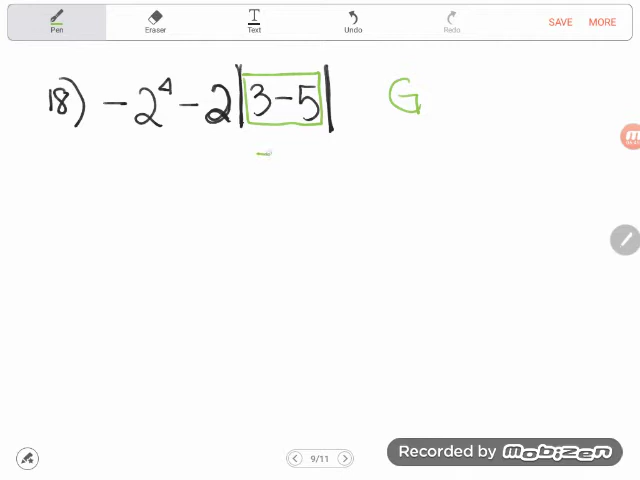 Pen Eraser Text Undo Redo SAVE MORE
18) -2⁴ - 2|3-5| G
-
9/11
Recorded by mobizen